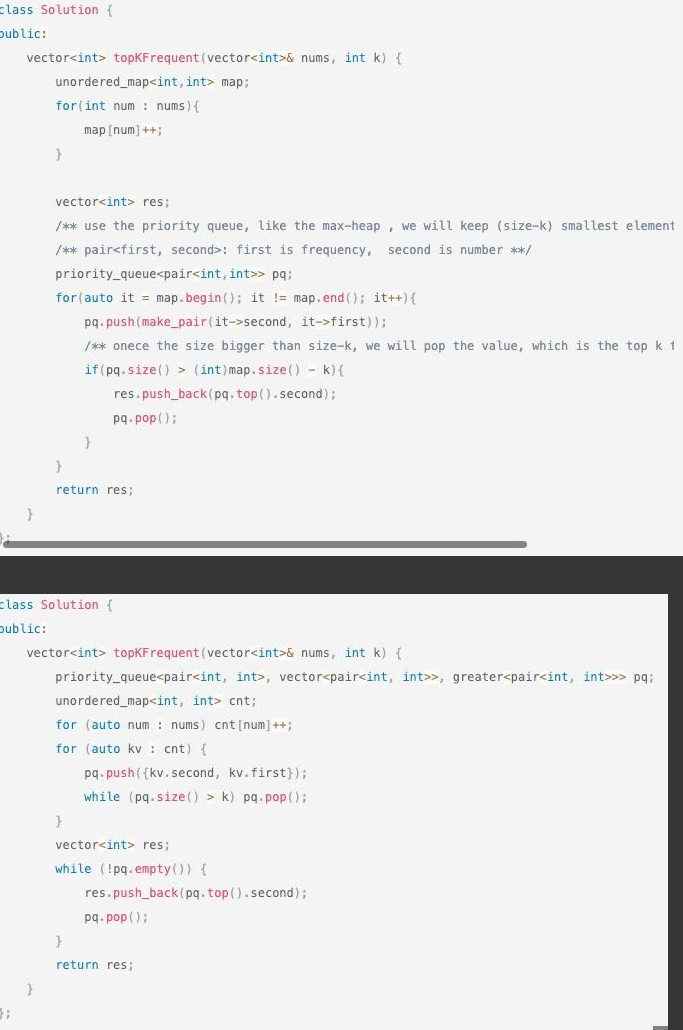 class Solution {
public:
vector<int> topKFrequent(vector<int>& nums, int k) {
unordered_map<int,int> map;
for(int num : nums){
map[num]++;
}
vector<int> res;
/** use the priority queue, like the max-heap , we will keep (size-k) smallest element
/** pair<first, second>: first is frequency,  second is number **/
priority_queue<pair<int,int>> pq;
for(auto it = map.begin(); it != map.end(); it++){
pq.push(make_pair(it->second, it->first));
/** onece the size bigger than size-k, we will pop the value, which is the top k f
if(pq.size() > (int)map.size() - k){
res.push_back(pq.top().second);
pq.pop();
}
}
return res;
}
};
class Solution {
public:
vector<int> topKFrequent(vector<int>& nums, int k) {
priority_queue<pair<int, int>, vector<pair<int, int>>, greater<pair<int, int>>> pq;
unordered_map<int, int> cnt;
for (auto num : nums) cnt[num]++;
for (auto kv : cnt) {
pq.push({kv.second, kv.first});
while (pq.size() > k) pq.pop();
}
vector<int> res;
while (!pq.empty()) {
res.push_back(pq.top().second);
pq.pop();
}
return res;
}
};